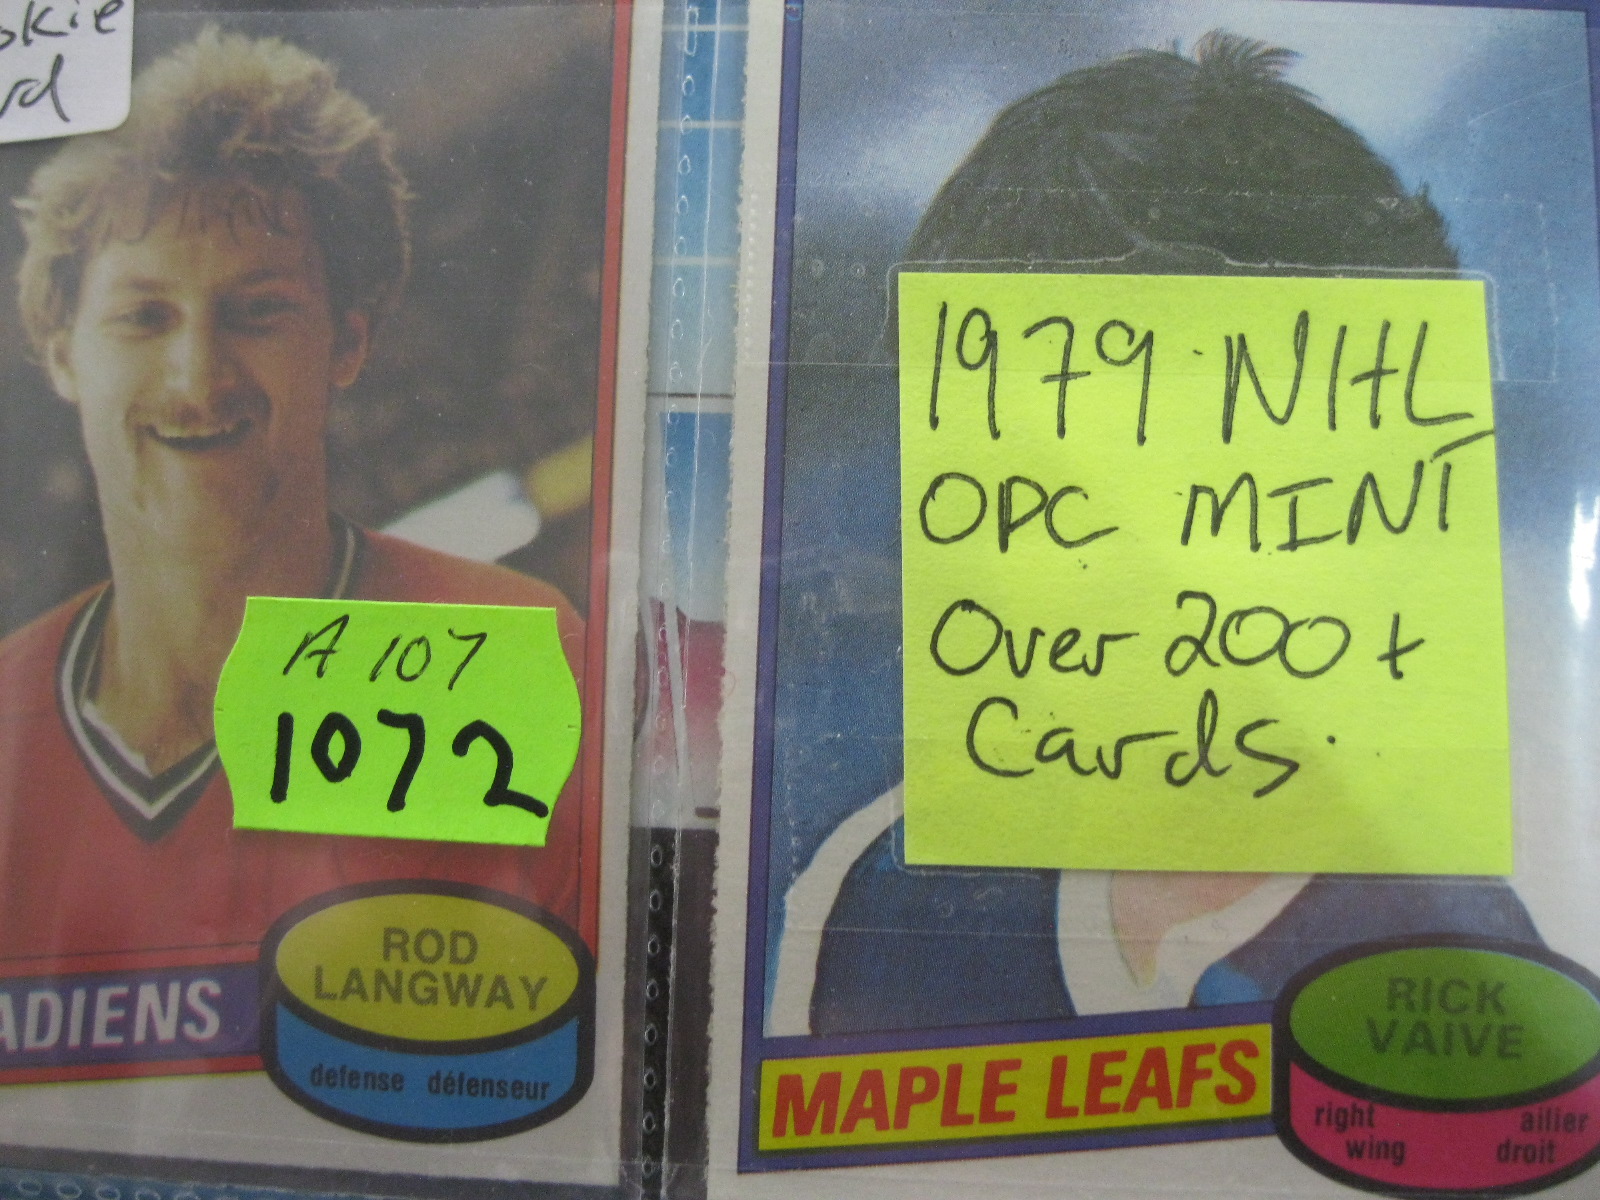 A 107
1072
ROD
LANGWAY
defense défenseur
1979 NHL
OPC MINT
Over 200+
Cards.
MAPLE LEAFS
RICK
VAIVE
right ailier
wing droit